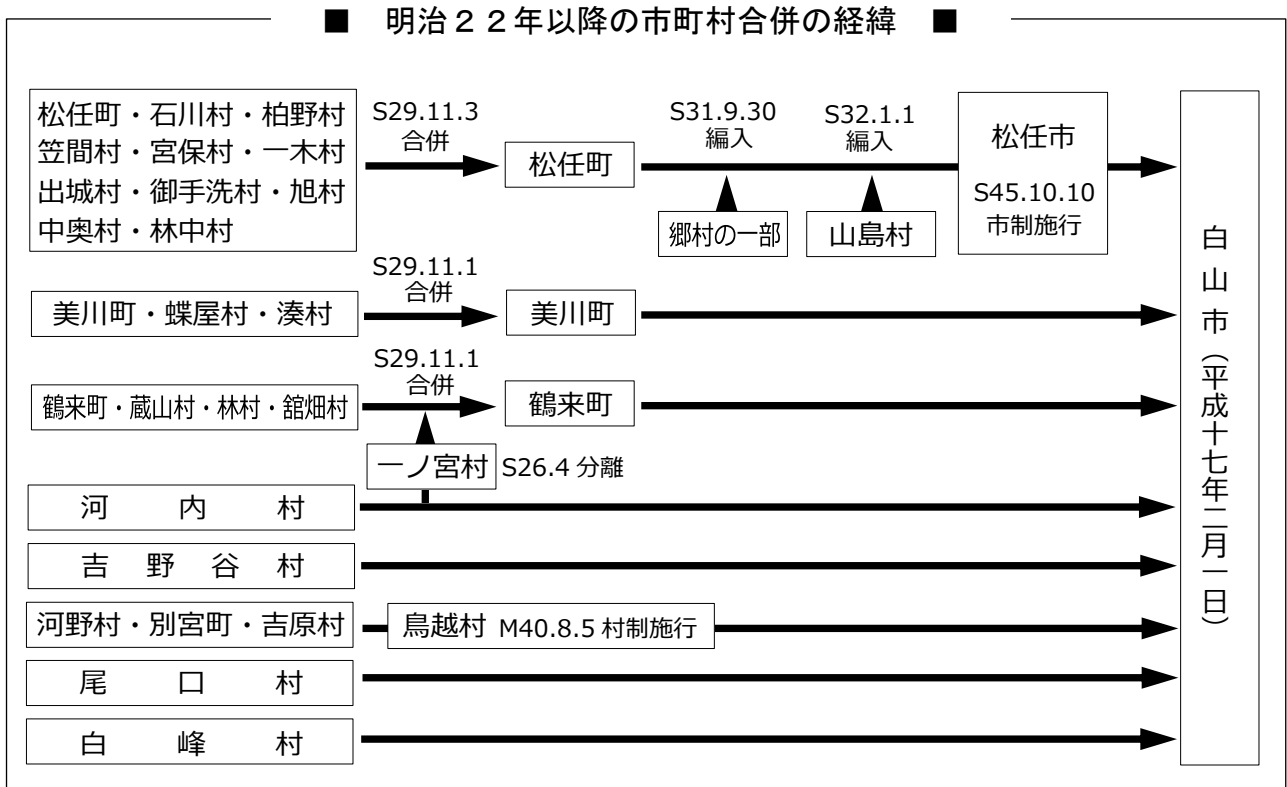 ■ 明治２２年以降の市町村合併の経緯 ■
松任町・石川村・柏野村
笠間村・宮保村・一木村
出城村・御手洗村・旭村
中奥村・林中村
S29.11.3
合併
松任町
S31.9.30
編入
郷村の一部
S32.1.1
編入
山島村
松任市
S45.10.10
市制施行
美川町・蝶屋村・湊村
S29.11.1
合併
美川町
鶴来町・蔵山村・林村・舘畑村
S29.11.1
合併
鶴来町
一ノ宮村 S26.4 分離
河内村
吉野谷村
河野村・別宮町・吉原村
鳥越村 M40.8.5 村制施行
尾口村
白峰村
白山市（平成十七年二月一日）